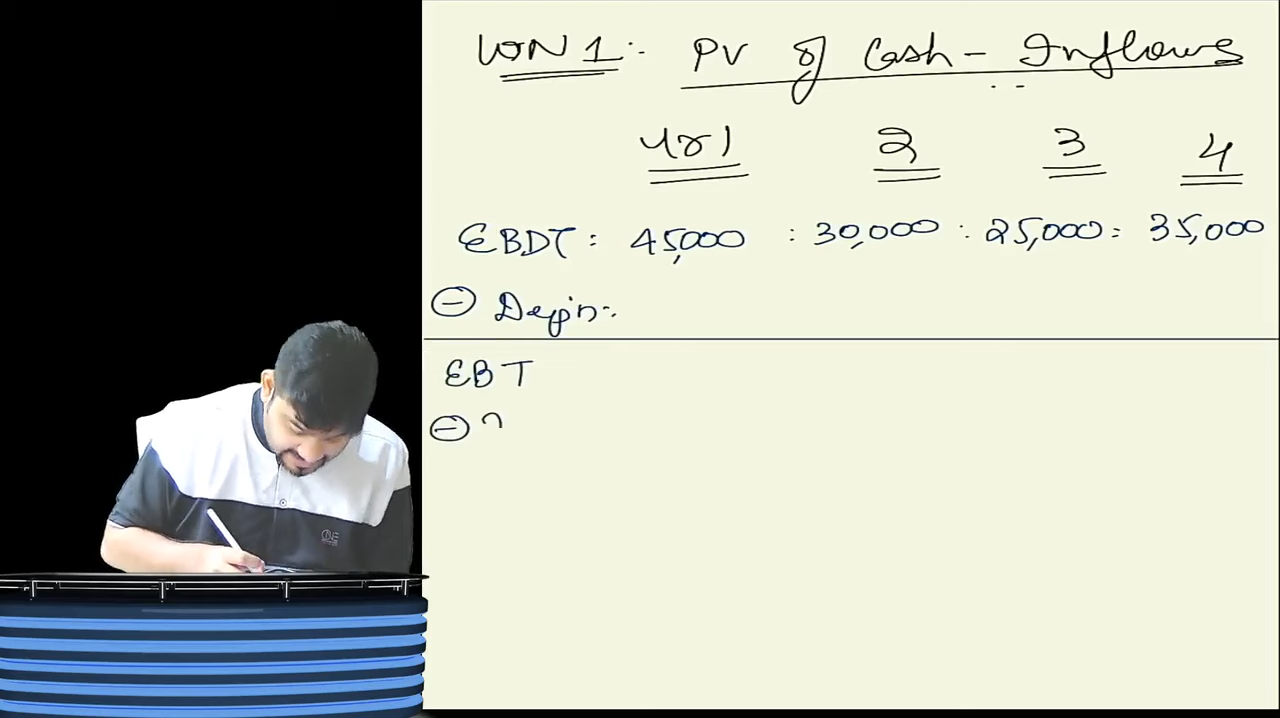 WN 1:- PV of Cash - Inflows
Yr 1 2 3 4
EBDT : 45,000 : 30,000 : 25,000 : 35,000
(-) Dep'n:-
EBT
(-)